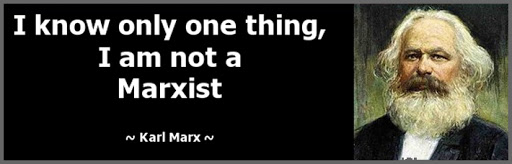 I know only one thing,
I am not a
Marxist
~ Karl Marx ~